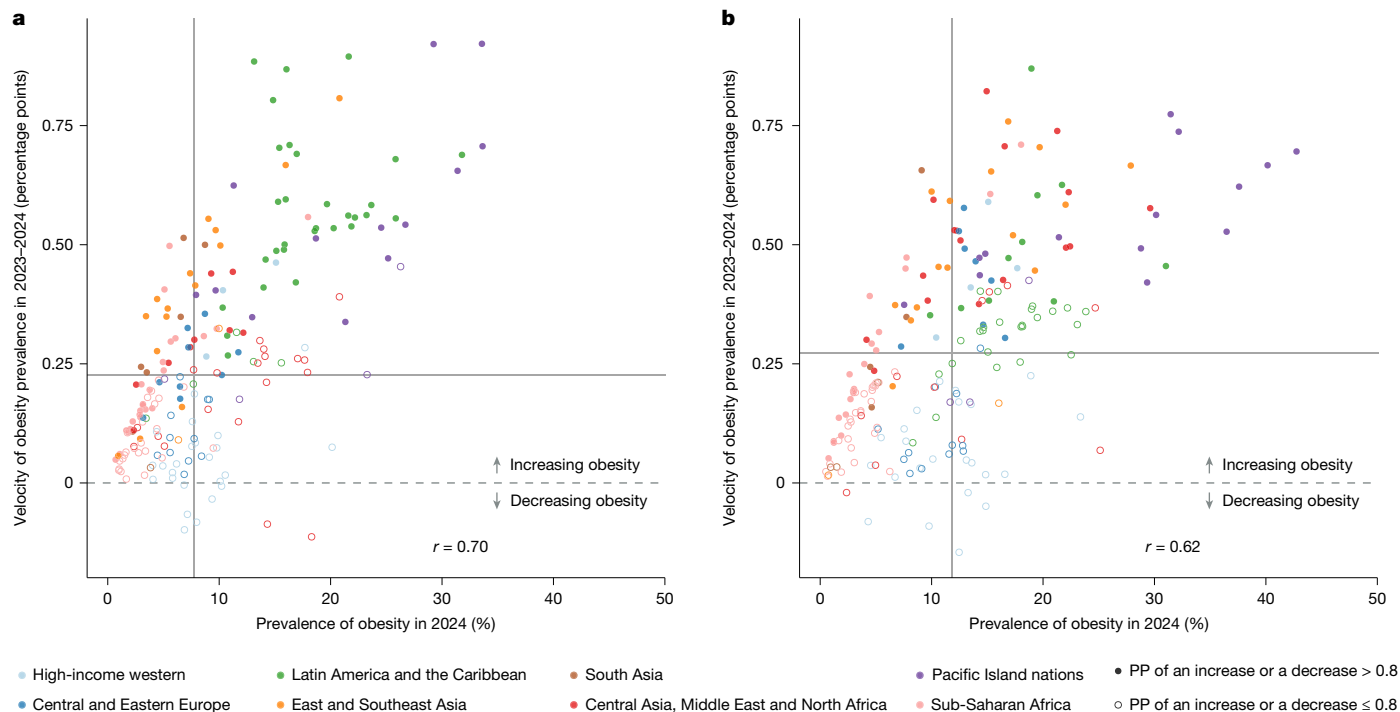 a
Velocity of obesity prevalence in 2023–2024 (percentage points)
0.75
0.50
0.25
0
Increasing obesity
Decreasing obesity
r = 0.70
0 10 20 30 40 50
Prevalence of obesity in 2024 (%)
b
Velocity of obesity prevalence in 2023–2024 (percentage points)
0.75
0.50
0.25
0
Increasing obesity
Decreasing obesity
r = 0.62
0 10 20 30 40 50
Prevalence of obesity in 2024 (%)
High-income western
Latin America and the Caribbean
South Asia
Pacific Island nations
PP of an increase or a decrease > 0.8
Central and Eastern Europe
East and Southeast Asia
Central Asia, Middle East and North Africa
Sub-Saharan Africa
PP of an increase or a decrease ≤ 0.8